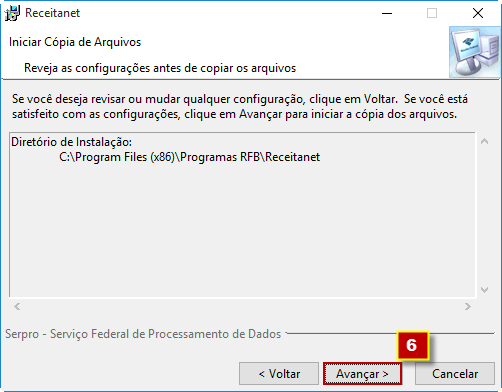 Receitanet
Iniciar Cópia de Arquivos
Reveja as configurações antes de copiar os arquivos
Se você deseja revisar ou mudar qualquer configuração, clique em Voltar. Se você está
satisfeito com as configurações, clique em Avançar para iniciar a cópia dos arquivos.
Diretório de Instalação:
C:\Program Files (x86)\Programas RFB\Receitanet
Serpro - Serviço Federal de Processamento de Dados
6
< Voltar
Avançar >
Cancelar